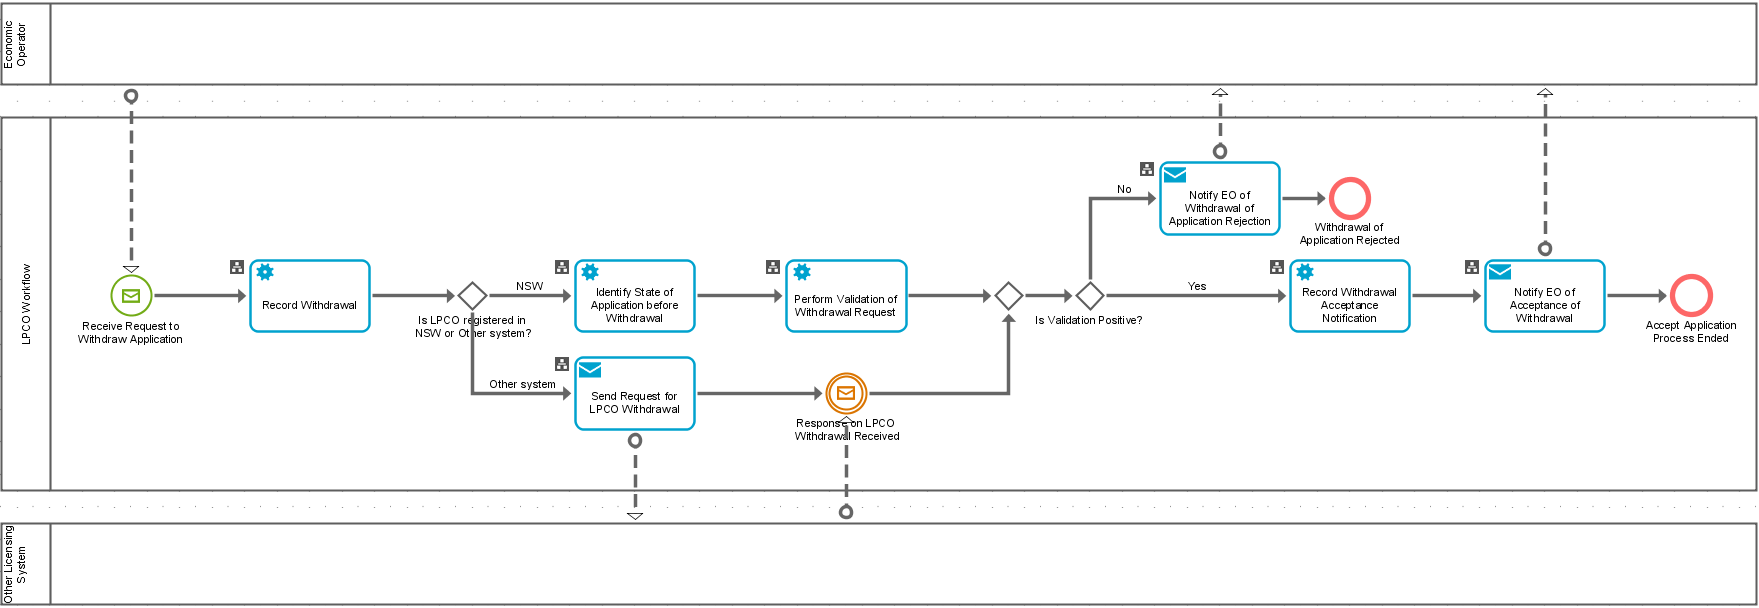 Economic
Operator
LPCO Workflow
Receive Request to
Withdraw Application
Record Withdrawal
Is LPCO registered in
NSW or Other system?
NSW
Other system
Identify State of
Application before
Withdrawal
Perform Validation of
Withdrawal Request
Send Request for
LPCO Withdrawal
Response on LPCO
Withdrawal Received
Is Validation Positive?
No
Notify EO of
Withdrawal of
Application Rejection
Withdrawal of
Application Rejected
Yes
Record Withdrawal
Acceptance
Notification
Notify EO of
Acceptance of
Withdrawal
Accept Application
Process Ended
Other Licensing
System